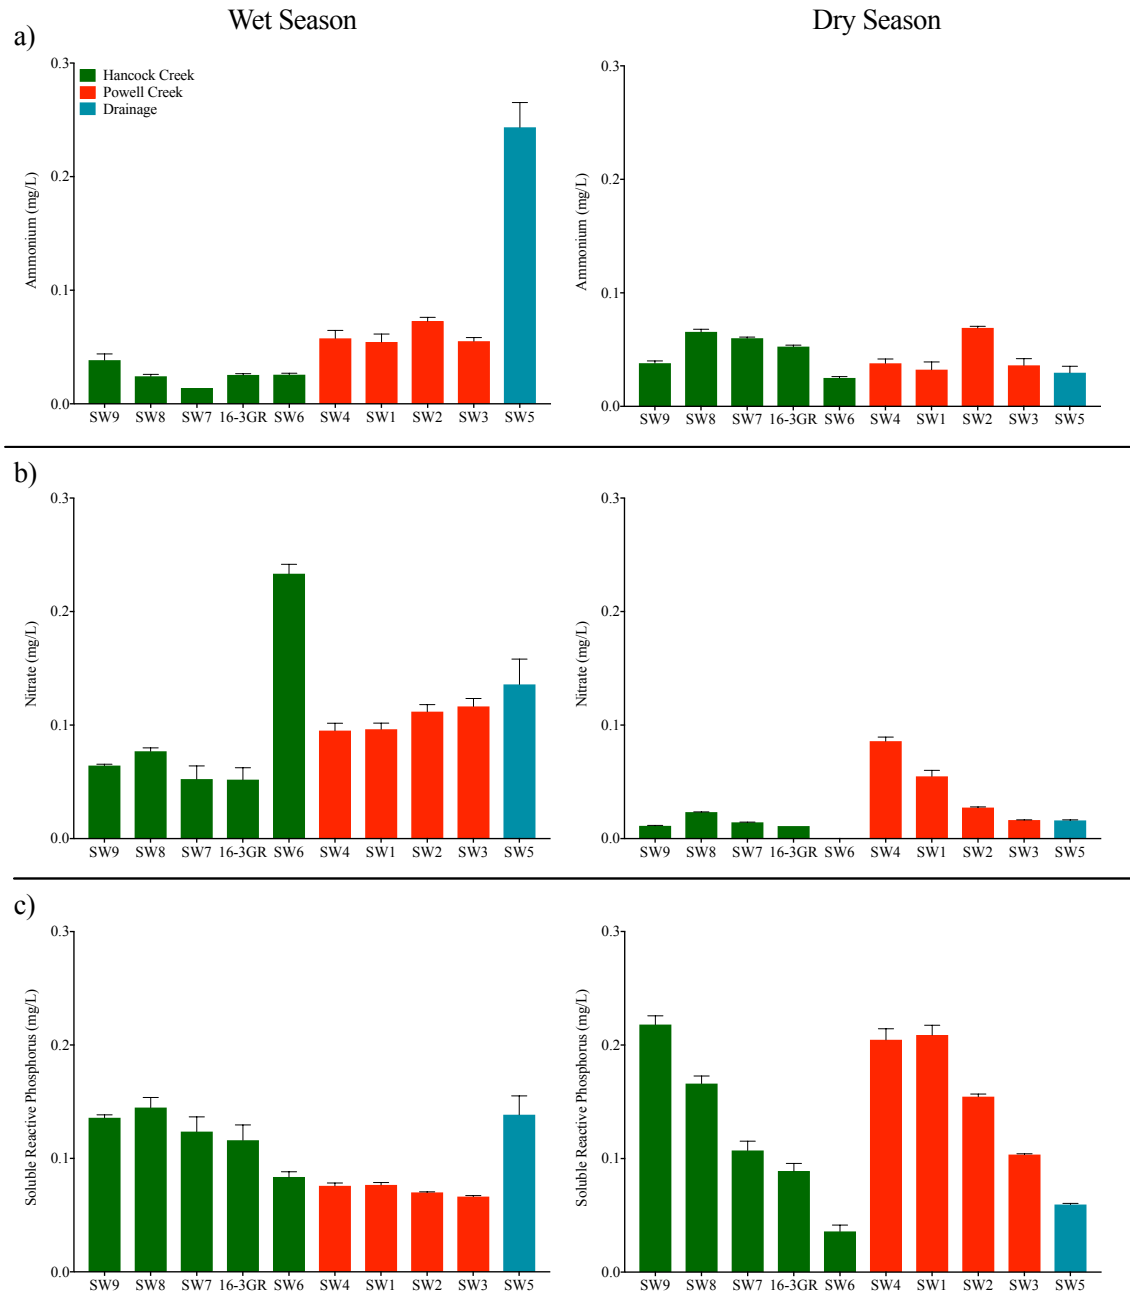 Wet Season
Dry Season
a)
0.3
0.2
0.1
0.0
Ammonium (mg/L)
Hancock Creek
Powell Creek
Drainage
SW9 SW8 SW7 16-3GR SW6 SW4 SW1 SW2 SW3 SW5
0.3
0.2
0.1
0.0
Ammonium (mg/L)
SW9 SW8 SW7 16-3GR SW6 SW4 SW1 SW2 SW3 SW5
b)
0.3
0.2
0.1
0.0
Nitrate (mg/L)
SW9 SW8 SW7 16-3GR SW6 SW4 SW1 SW2 SW3 SW5
0.3
0.2
0.1
0.0
Nitrate (mg/L)
SW9 SW8 SW7 16-3GR SW6 SW4 SW1 SW2 SW3 SW5
c)
0.3
0.2
0.1
0.0
Soluble Reactive Phosphorus (mg/L)
SW9 SW8 SW7 16-3GR SW6 SW4 SW1 SW2 SW3 SW5
0.3
0.2
0.1
0.0
Soluble Reactive Phosphorus (mg/L)
SW9 SW8 SW7 16-3GR SW6 SW4 SW1 SW2 SW3 SW5